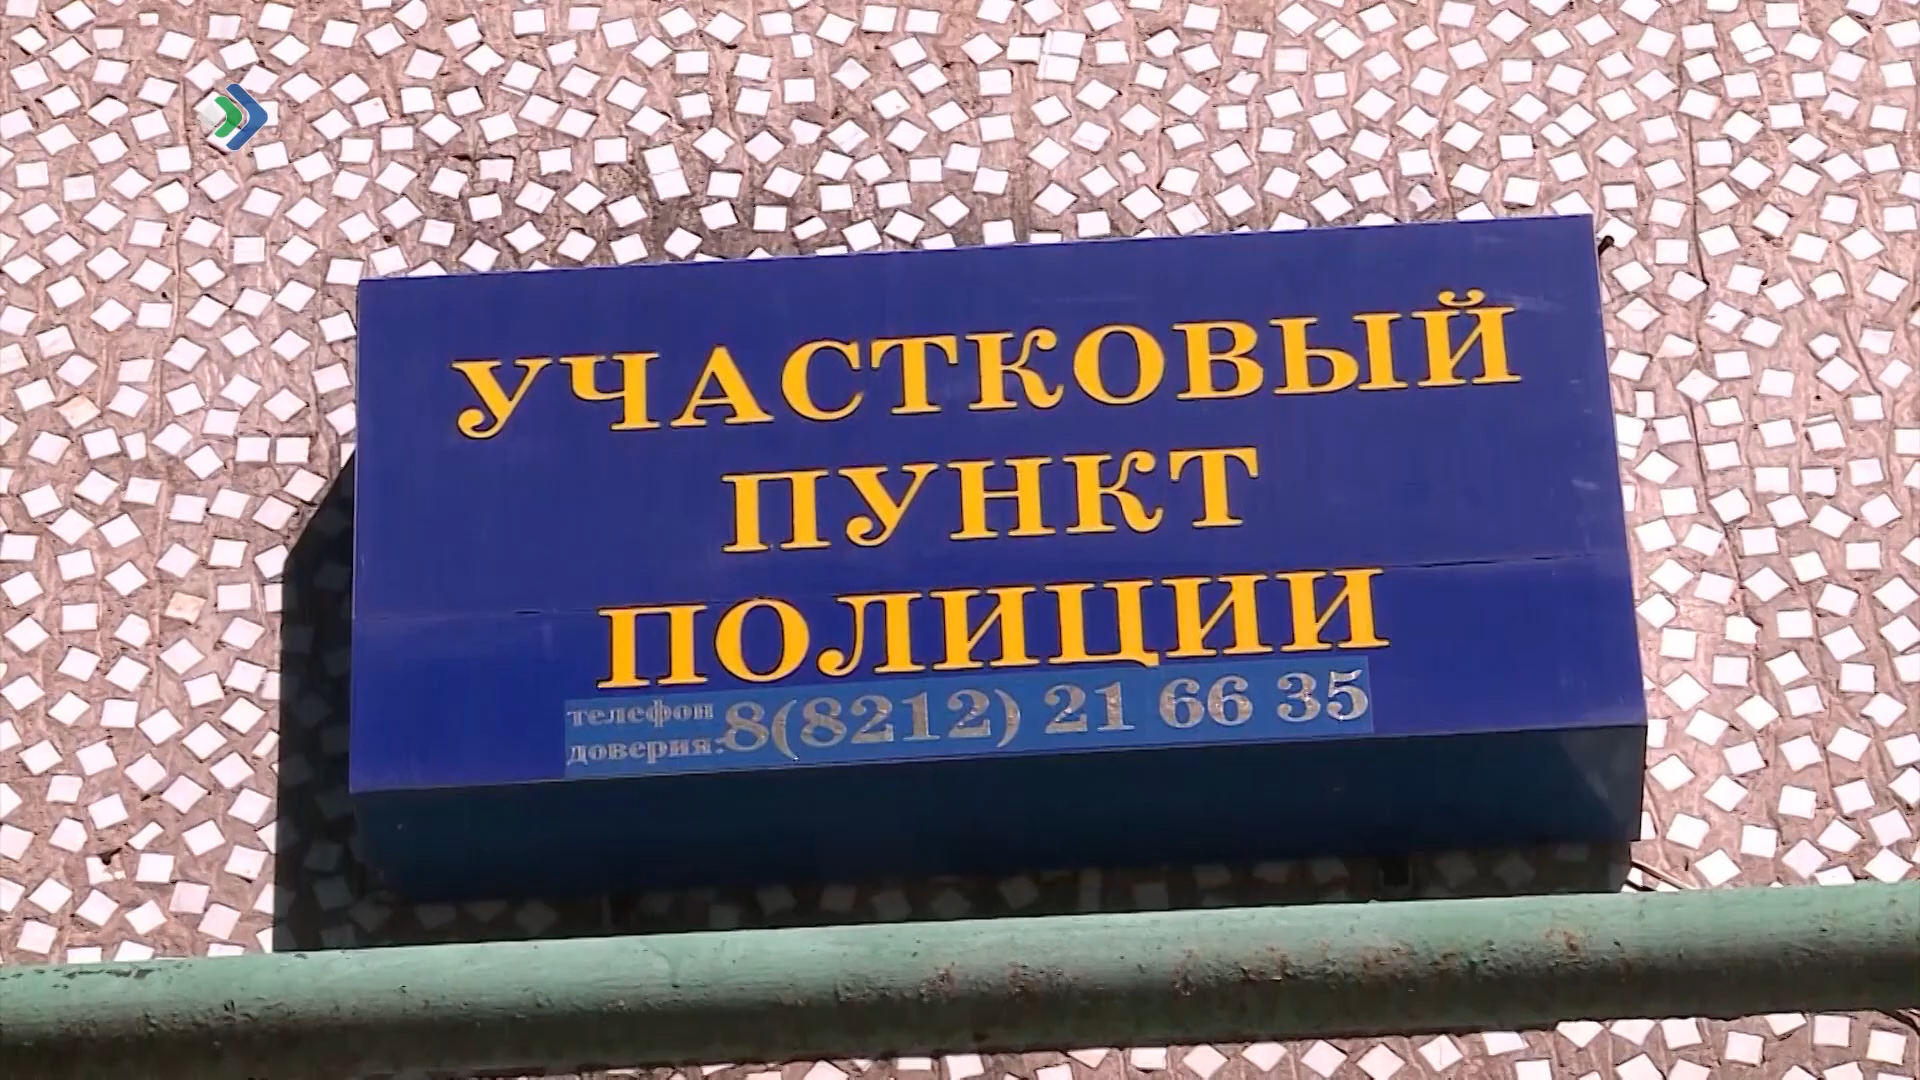 УЧАСТКОВЫЙ
ПУНКТ
ПОЛИЦИИ
телефон
доверия:
8(8212) 21 66 35